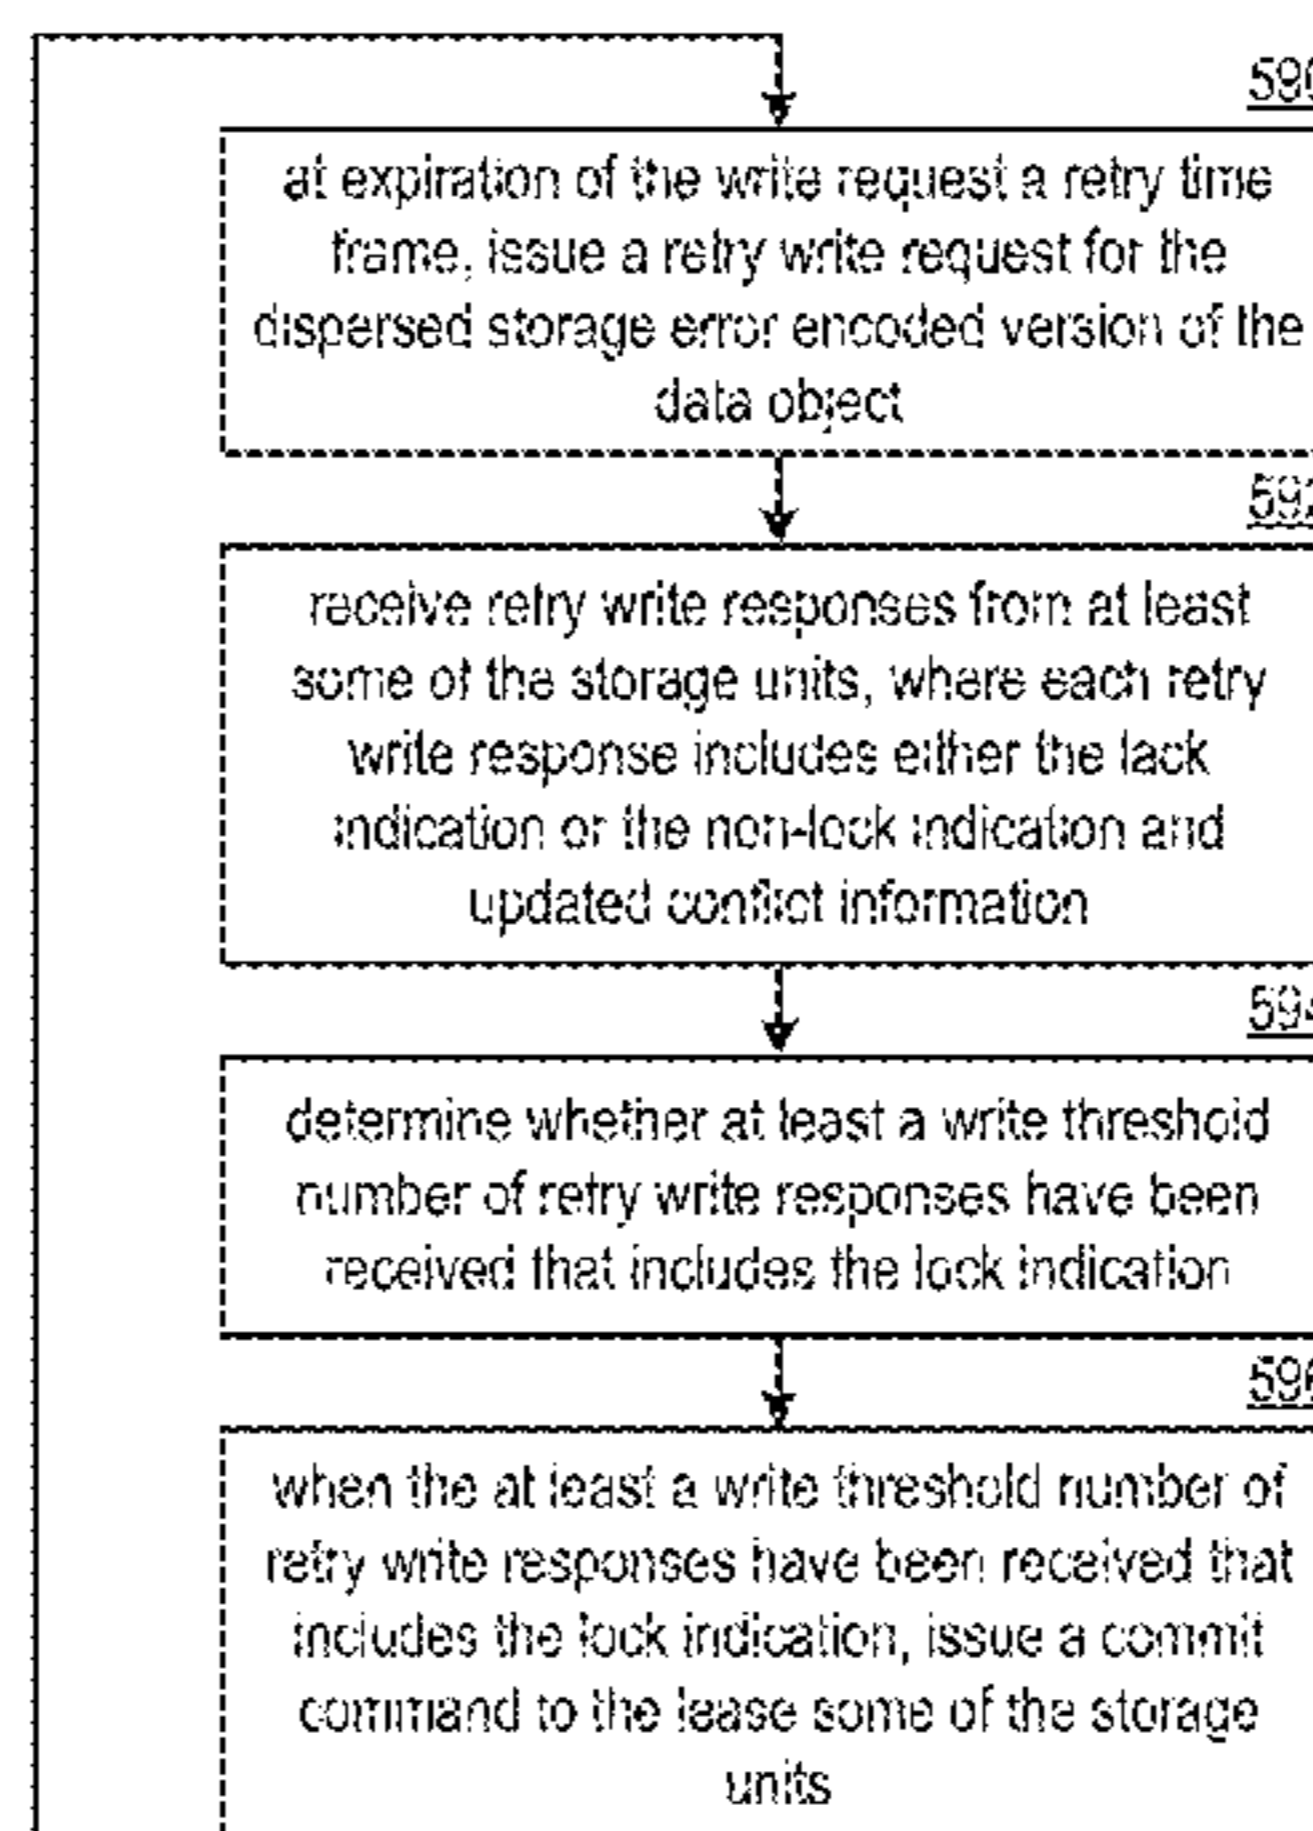 590
at expiration of the write request a retry time
frame, issue a retry write request for the
dispersed storage error encoded version of the
data object
592
receive retry write responses from at least
some of the storage units, where each retry
write response includes either the lack
indication or the non-lock indication and
updated conflict information
594
determine whether at least a write threshold
number of retry write responses have been
received that includes the lock indication
596
when the at least a write threshold number of
retry write responses have been received that
includes the lock indication, issue a commit
command to the lease some of the storage
units